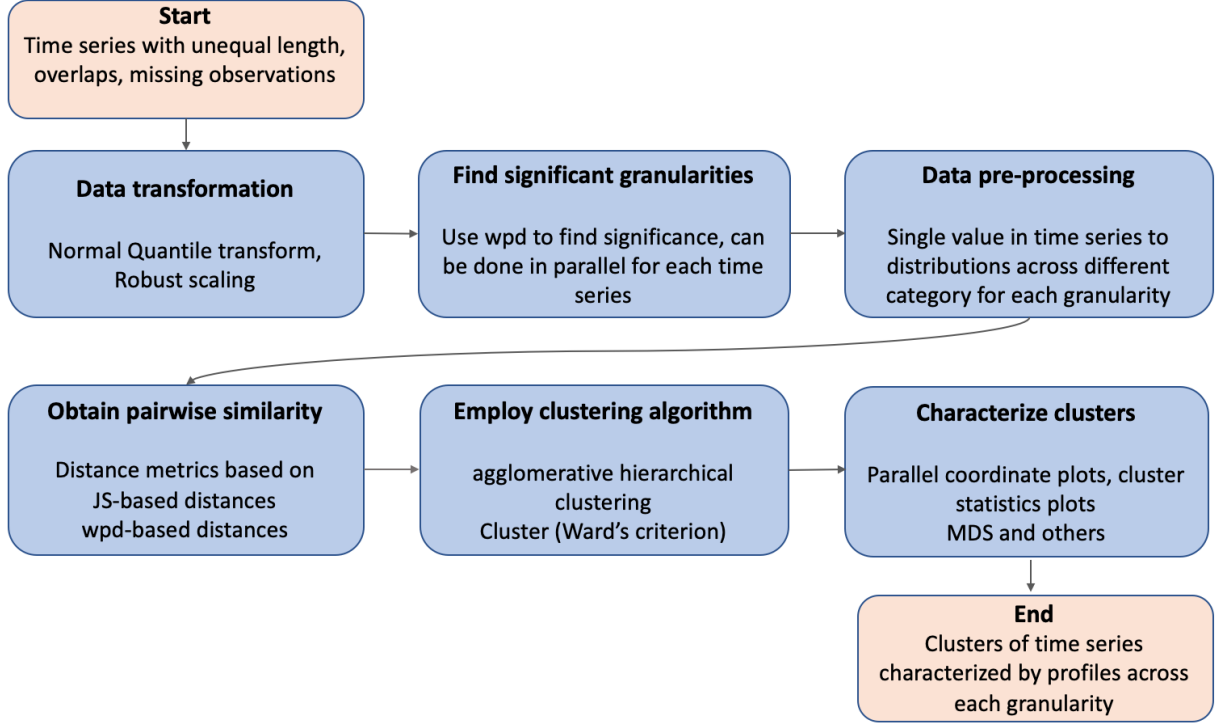 Start
Time series with unequal length,
overlaps, missing observations
Data transformation
Normal Quantile transform,
Robust scaling
Find significant granularities
Use wpd to find significance, can
be done in parallel for each time
series
Data pre-processing
Single value in time series to
distributions across different
category for each granularity
Obtain pairwise similarity
Distance metrics based on
JS-based distances
wpd-based distances
Employ clustering algorithm
agglomerative hierarchical
clustering
Cluster (Ward’s criterion)
Characterize clusters
Parallel coordinate plots, cluster
statistics plots
MDS and others
End
Clusters of time series
characterized by profiles across
each granularity